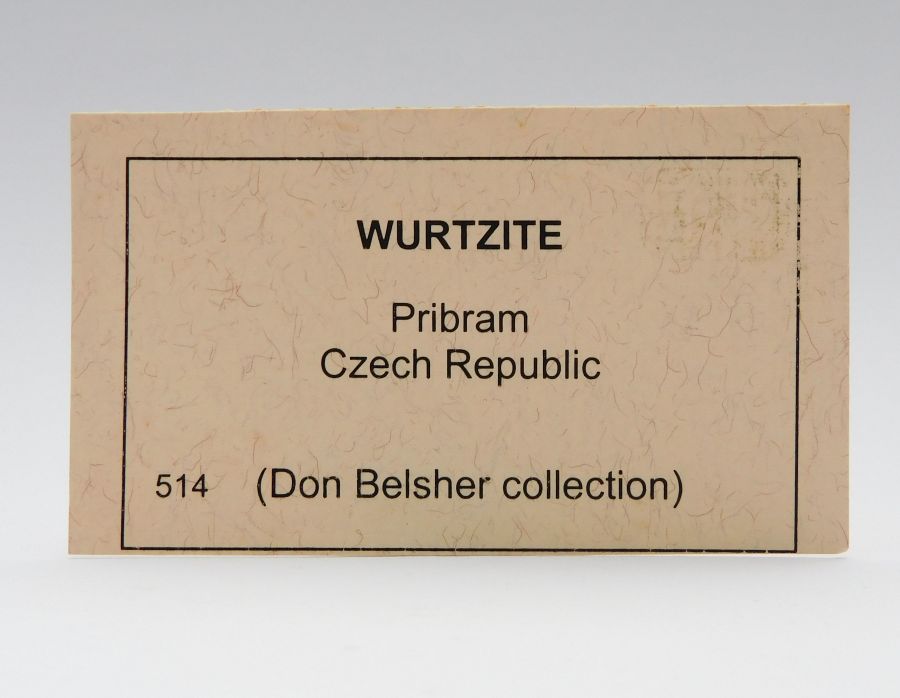 WURTZITE
Pribram
Czech Republic
514 (Don Belsher collection)